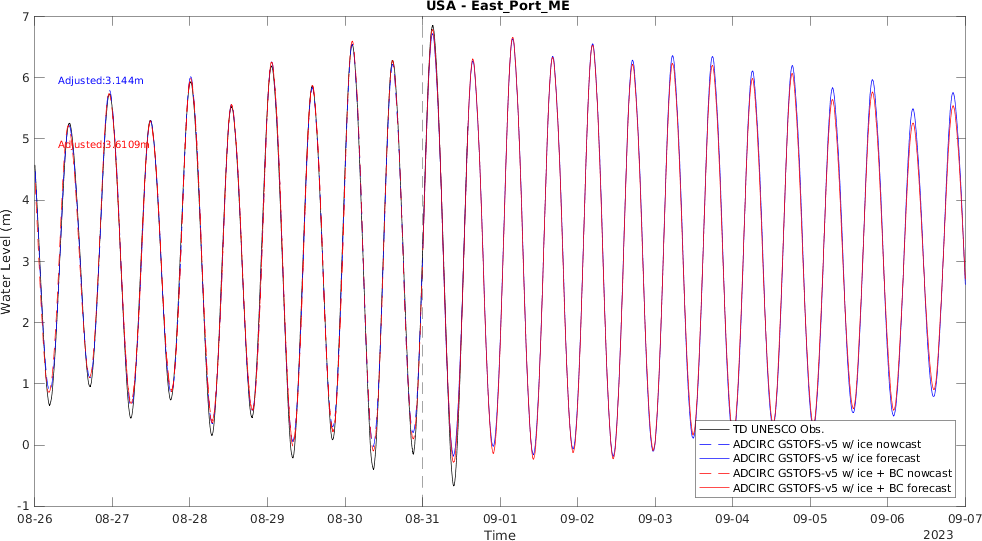 USA - East_Port_ME
7
6
5
4
3
2
1
0
-1
Water Level (m)
Adjusted:3.144m
Adjusted:3.6109m
TD UNESCO Obs.
ADCIRC GSTOFS-v5 w/ ice nowcast
ADCIRC GSTOFS-v5 w/ ice forecast
ADCIRC GSTOFS-v5 w/ ice + BC nowcast
ADCIRC GSTOFS-v5 w/ ice + BC forecast
08-26 08-27 08-28 08-29 08-30 08-31 09-01 09-02 09-03 09-04 09-05 09-06 09-07
Time
2023